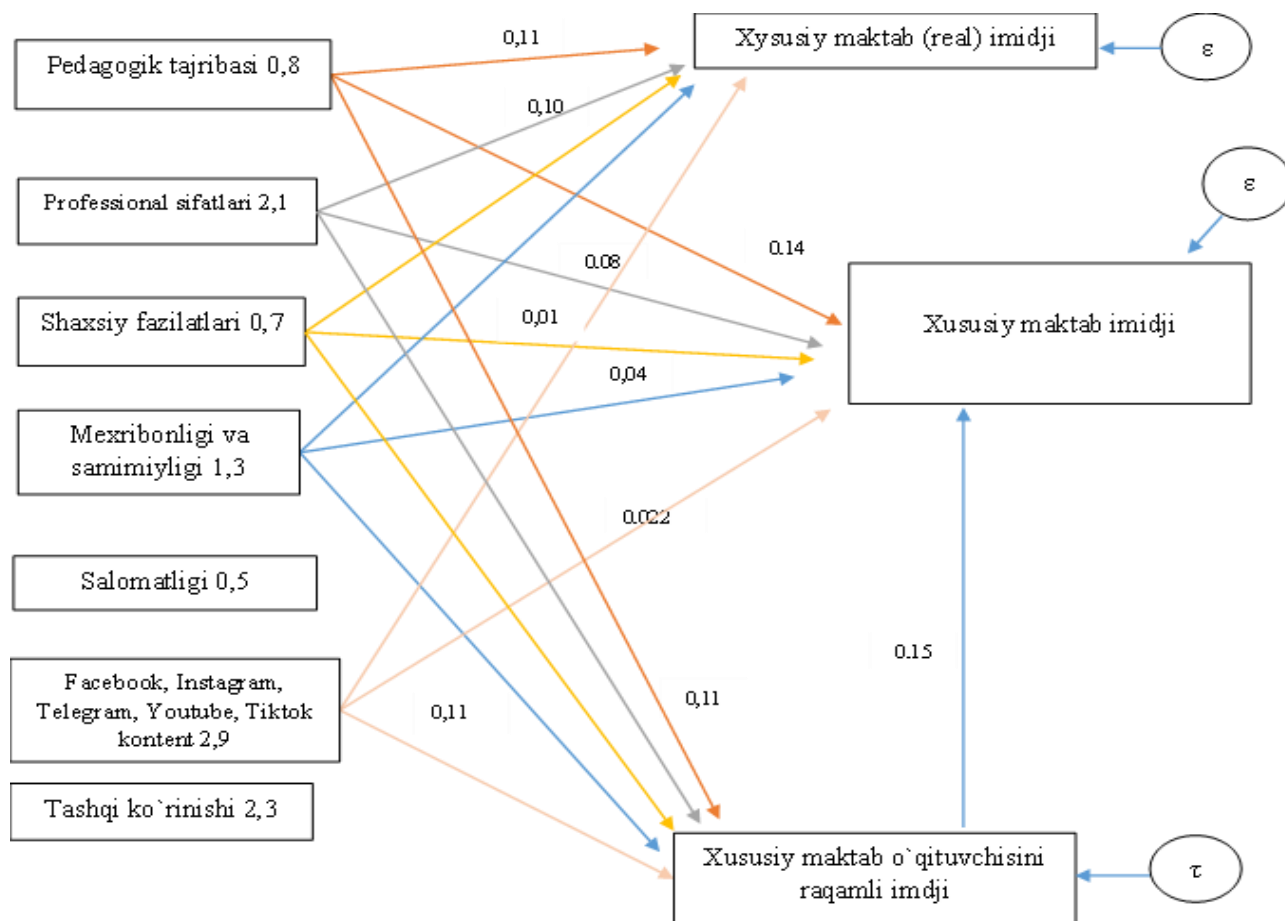 Pedagogik tajribasi 0,8
Professional sifatlari 2,1
Shaxsiy fazilatlari 0,7
Mexribonligi va
samimiyligi 1,3
Salomatligi 0,5
Facebook, Instagram,
Telegram, Youtube, Tiktok
kontent 2,9
Tashqi ko`rinishi 2,3
0,11
0,10
0.14
0.08
0,01
0,04
0.022
0.15
0,11
0,11
Xysusiy maktab (real) imidji
ε
ε
Xususiy maktab imidji
Xususiy maktab o`qituvchisini
raqamli imdji
τ